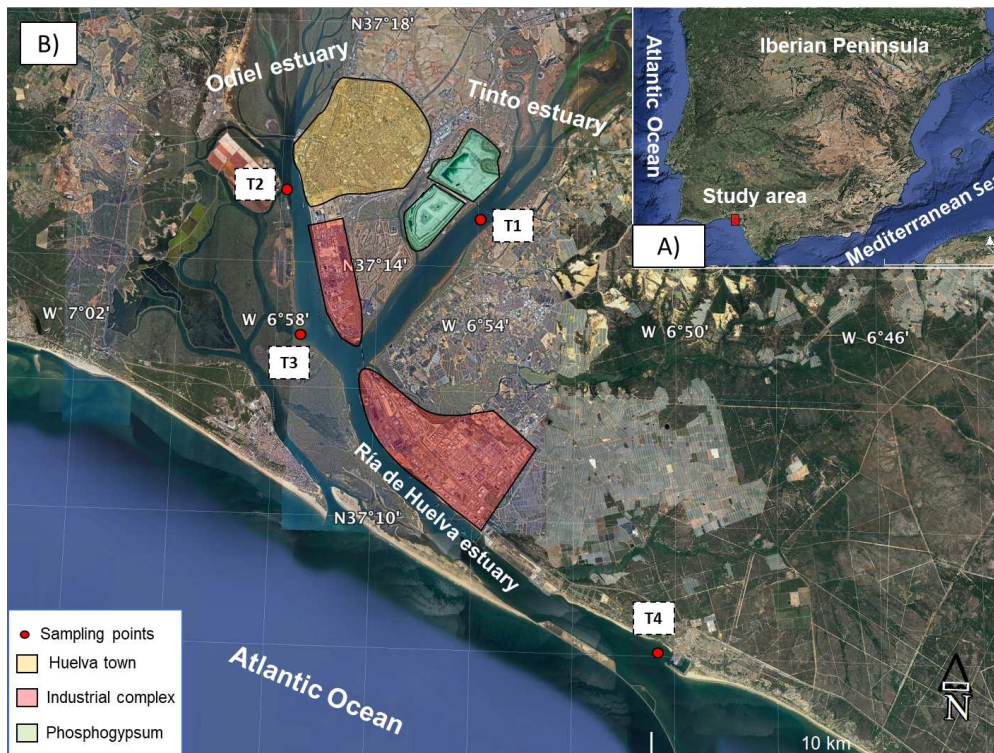 B)
N37°18'
Odiel estuary
Tinto estuary
T2
T1
N37°14'
W 7°02'
W 6°58'
W 6°54'
W 6°50'
W 6°46'
T3
Ría de Huelva estuary
N37°10'
T4
Atlantic Ocean
Sampling points
Huelva town
Industrial complex
Phosphogypsum
10 km
N
Atlantic Ocean
Iberian Peninsula
Study area
A)
Mediterranean Sea